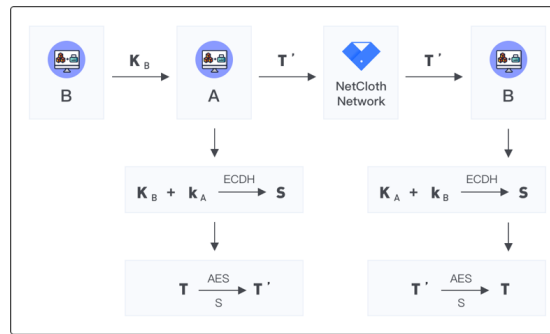 K B
T ’
T ’
B
A
NetCloth
Network
B
K B + k A ECDH S
K A + k B ECDH S
T AES S T ’
T ’ AES S T